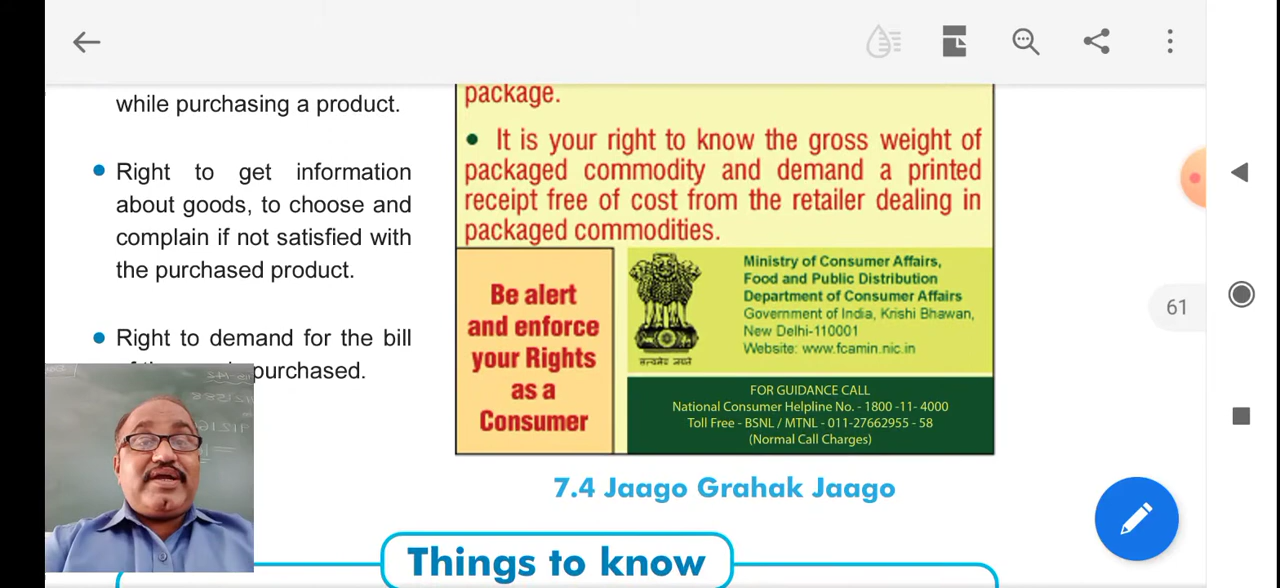 while purchasing a product.
Right to get information
about goods, to choose and
complain if not satisfied with
the purchased product.
Right to demand for the bill
purchased.
package.
It is your right to know the gross weight of
packaged commodity and demand a printed
receipt free of cost from the retailer dealing in
packaged commodities.
Be alert
and enforce
your Rights
as a
Consumer
सत्यमेव जयते
Ministry of Consumer Affairs,
Food and Public Distribution
Department of Consumer Affairs
Government of India, Krishi Bhawan,
New Delhi-110001
Website: www.fcamin.nic.in
FOR GUIDANCE CALL
National Consumer Helpline No. - 1800 -11- 4000
Toll Free - BSNL / MTNL - 011-27662955 - 58
(Normal Call Charges)
7.4 Jaago Grahak Jaago
Things to know
61